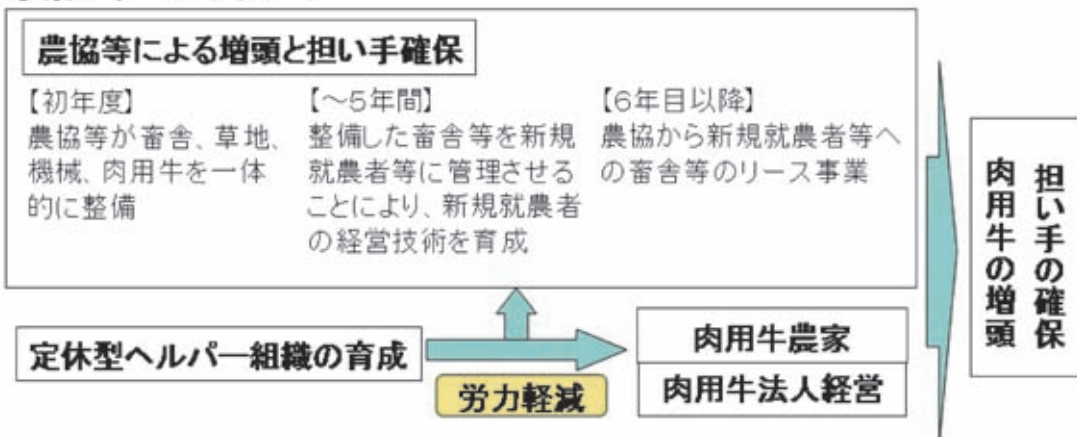 農協等による増頭と担い手確保
【初年度】
農協等が畜舎、草地、
機械、肉用牛を一体
的に整備
【～5年間】
整備した畜舎等を新規
就農者等に管理させる
ことにより、新規就農者
の経営技術を育成
【6年目以降】
農協から新規就農者等へ
の畜舎等のリース事業
定休型ヘルパー組織の育成
労力軽減
肉用牛農家
肉用牛法人経営
担い手の確保
肉用牛の増頭